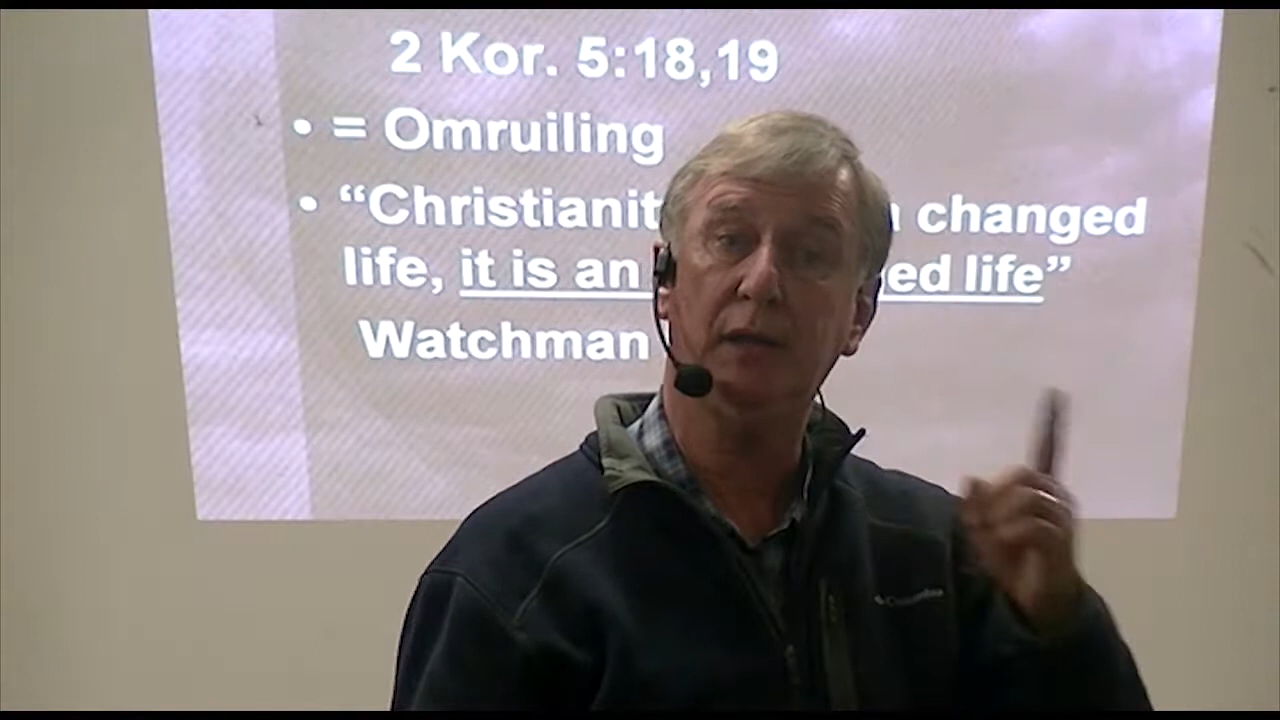 2 Kor. 5:18,19
• = Omruiling
• “Christianit changed
life, it is an ed life”
Watchman
Columbia